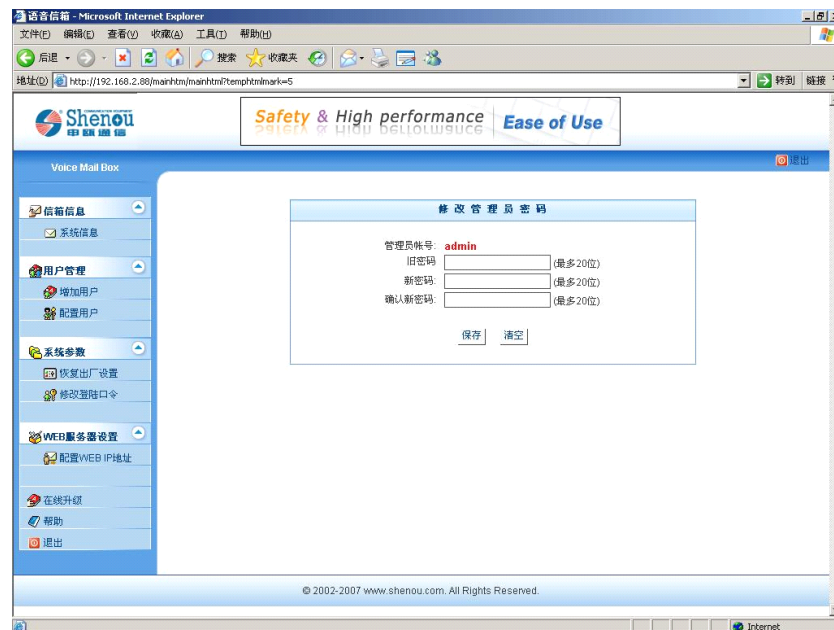 语音信箱 - Microsoft Internet Explorer
文件(F) 编辑(E) 查看(V) 收藏(A) 工具(T) 帮助(H)
后退 搜索 收藏夹
地址(D) http://192.168.2.88/mainhtm/mainhtml?temphtmlmark=5 转到 链接
Shenou
申瓯通信
Safety & High performance Ease of Use
Voice Mail Box
退出
信箱信息
系统信息
用户管理
增加用户
配置用户
系统参数
恢复出厂设置
修改登陆口令
WEB服务器设置
配置WEB IP地址
在线升级
帮助
退出
修改管理员密码
管理员帐号: admin
旧密码 (最多20位)
新密码: (最多20位)
确认新密码: (最多20位)
保存 清空
© 2002-2007 www.shenou.com. All Rights Reserved.
Internet